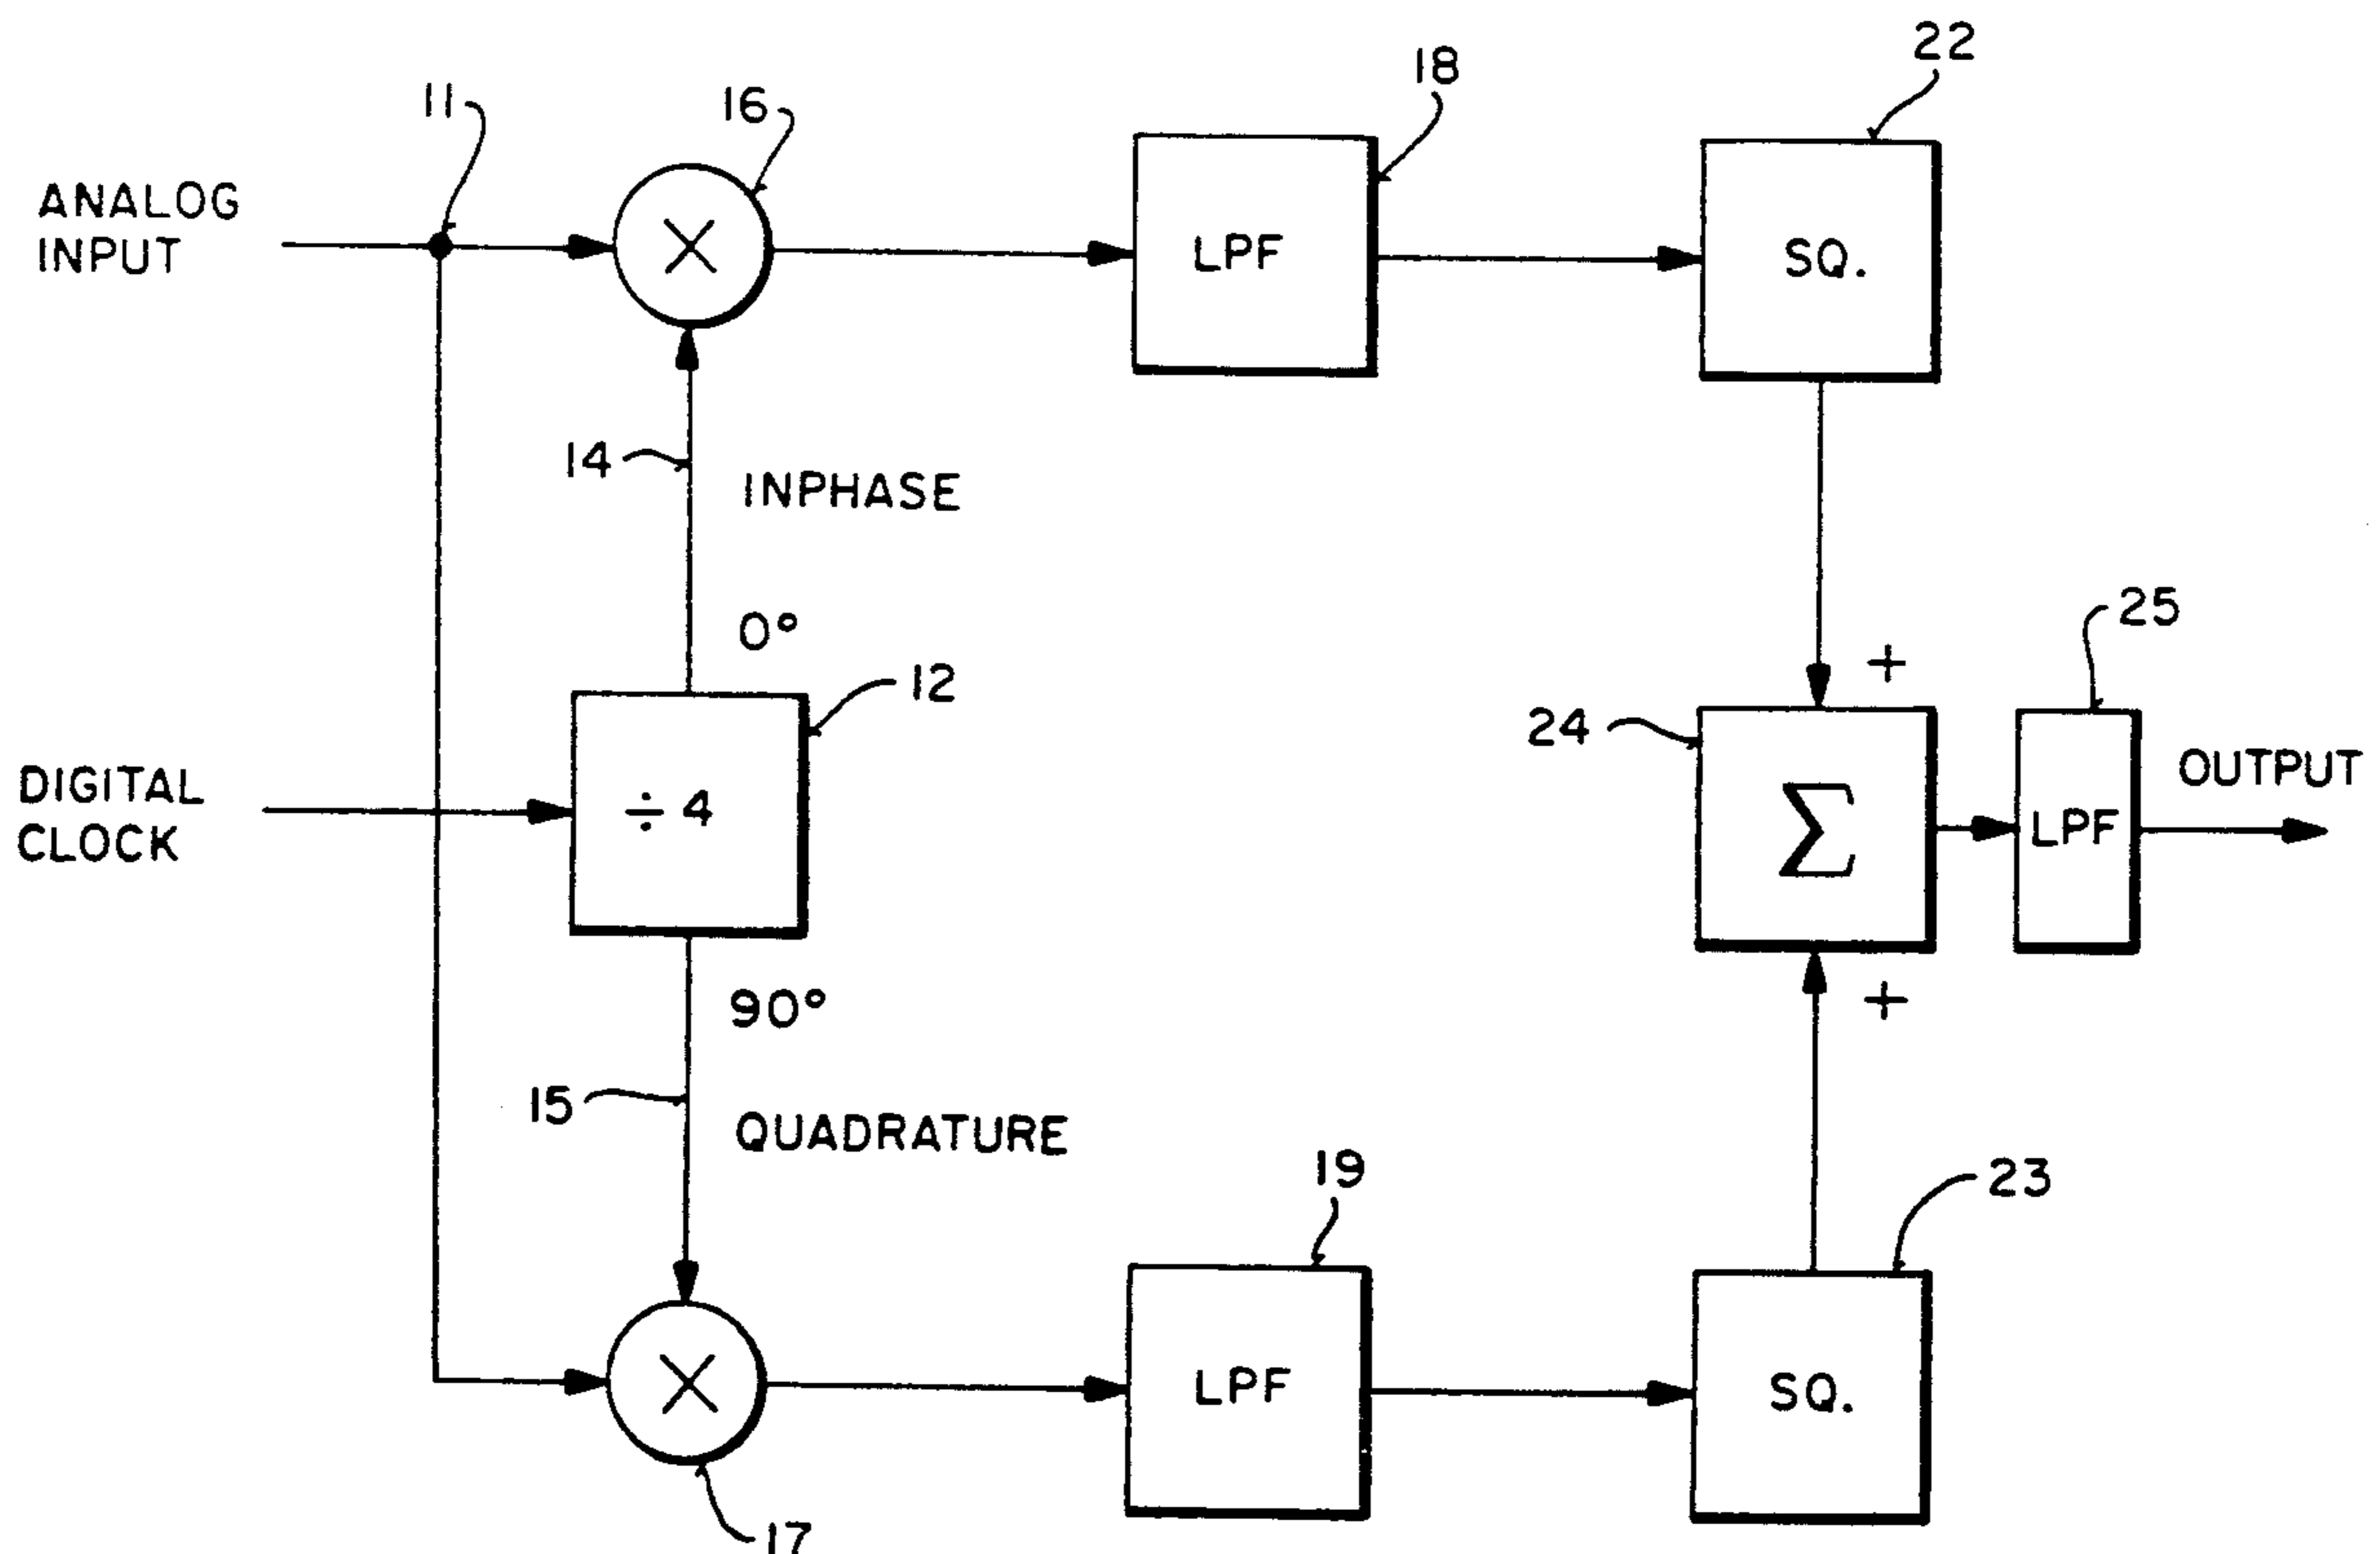 22
18
11
16
ANALOG
INPUT
×
LPF
SQ.
14
INPHASE
0°
+
25
12
24
DIGITAL
CLOCK
÷ 4
Σ
LPF
OUTPUT
90°
+
15
QUADRATURE
19
23
×
LPF
SQ.
17